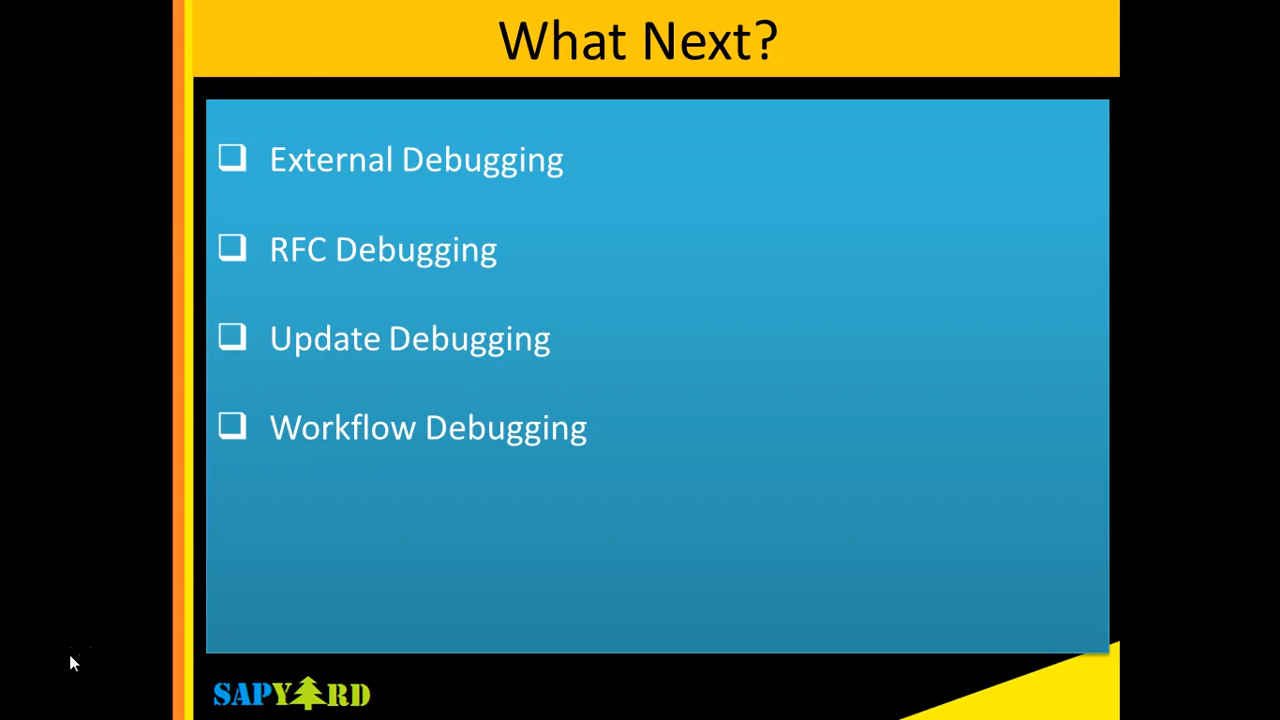 What Next?
External Debugging
RFC Debugging
Update Debugging
Workflow Debugging
SAPYARD